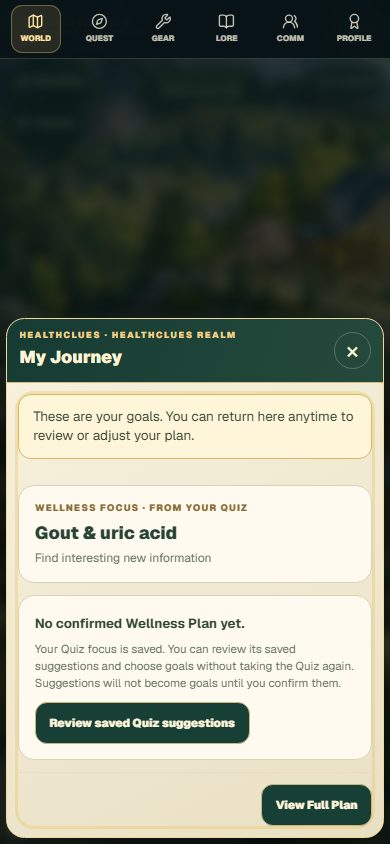 WORLD
QUEST
GEAR
LORE
COMM
PROFILE
HEALTHCLUES · HEALTHCLUES REALM
My Journey
These are your goals. You can return here anytime to
review or adjust your plan.
WELLNESS FOCUS · FROM YOUR QUIZ
Gout & uric acid
Find interesting new information
No confirmed Wellness Plan yet.
Your Quiz focus is saved. You can review its saved
suggestions and choose goals without taking the Quiz again.
Suggestions will not become goals until you confirm them.
Review saved Quiz suggestions
View Full Plan